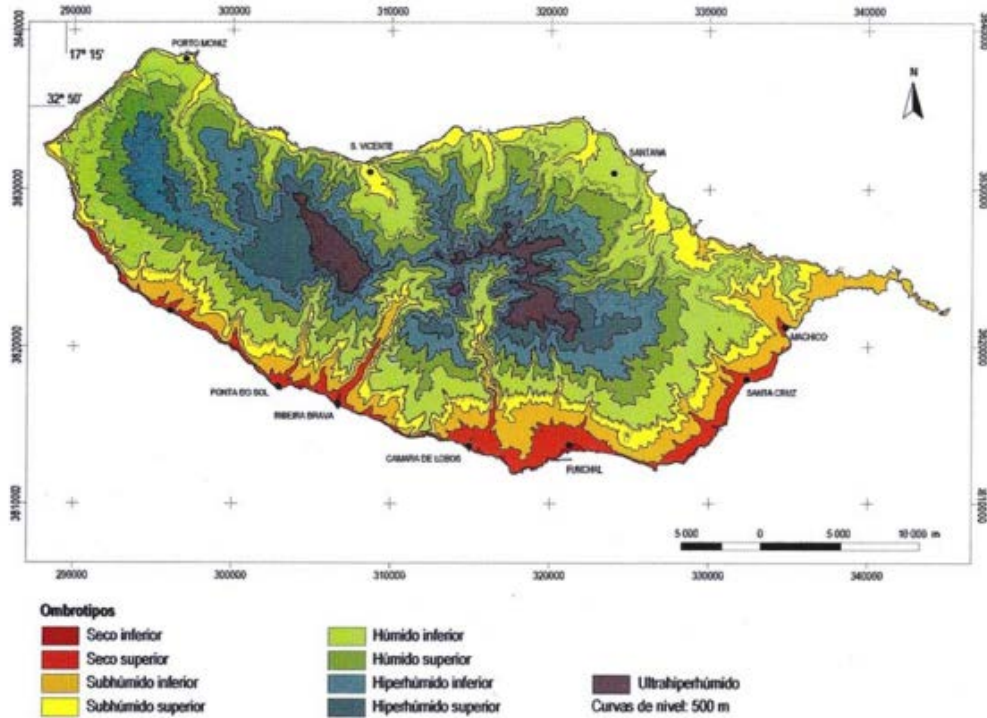 290000 300000 310000 320000 330000 340000
3840000
PORTO MONIZ
17° 15'
32° 50'
N
S. VICENTE
SANTANA
3830000
3830000
MACHICO
3820000
3820000
SANTA CRUZ
PONTA DO SOL
RIBEIRA BRAVA
CAMARA DE LOBOS
FUNCHAL
3810000
3810000
5 000 0 5 000 10 000 m
290000 300000 310000 320000 330000 340000
Ombrotipos
Seco inferior
Seco superior
Subhúmido inferior
Subhúmido superior
Húmido inferior
Húmido superior
Hiperhúmido inferior
Hiperhúmido superior
Ultrahiperhúmido
Curvas de nivel: 500 m